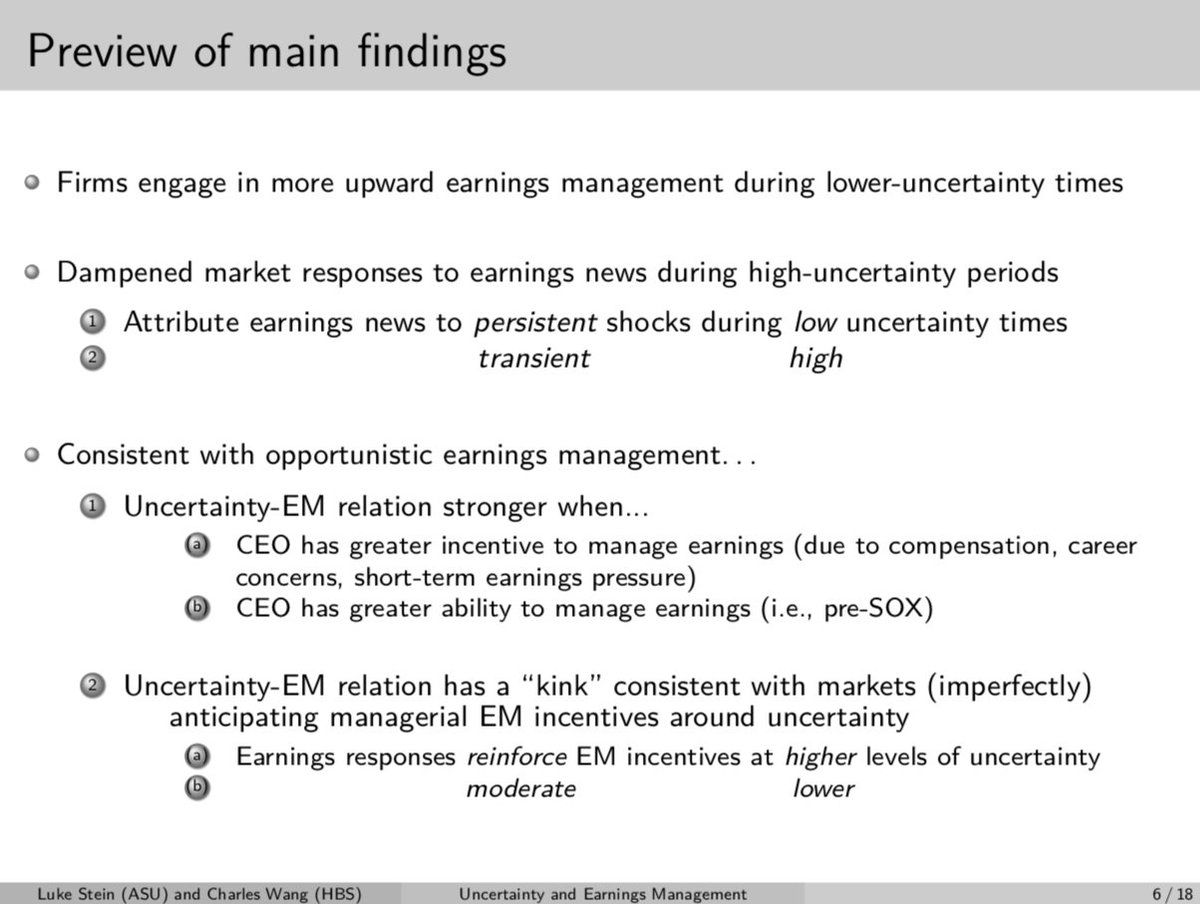 Preview of main findings
Firms engage in more upward earnings management during lower-uncertainty times
Dampened market responses to earnings news during high-uncertainty periods
1 Attribute earnings news to persistent shocks during low uncertainty times
2 transient high
Consistent with opportunistic earnings management. . .
1 Uncertainty-EM relation stronger when...
a CEO has greater incentive to manage earnings (due to compensation, career
concerns, short-term earnings pressure)
b CEO has greater ability to manage earnings (i.e., pre-SOX)
2 Uncertainty-EM relation has a “kink” consistent with markets (imperfectly)
anticipating managerial EM incentives around uncertainty
a Earnings responses reinforce EM incentives at higher levels of uncertainty
b moderate lower
Luke Stein (ASU) and Charles Wang (HBS) Uncertainty and Earnings Management 6 / 18